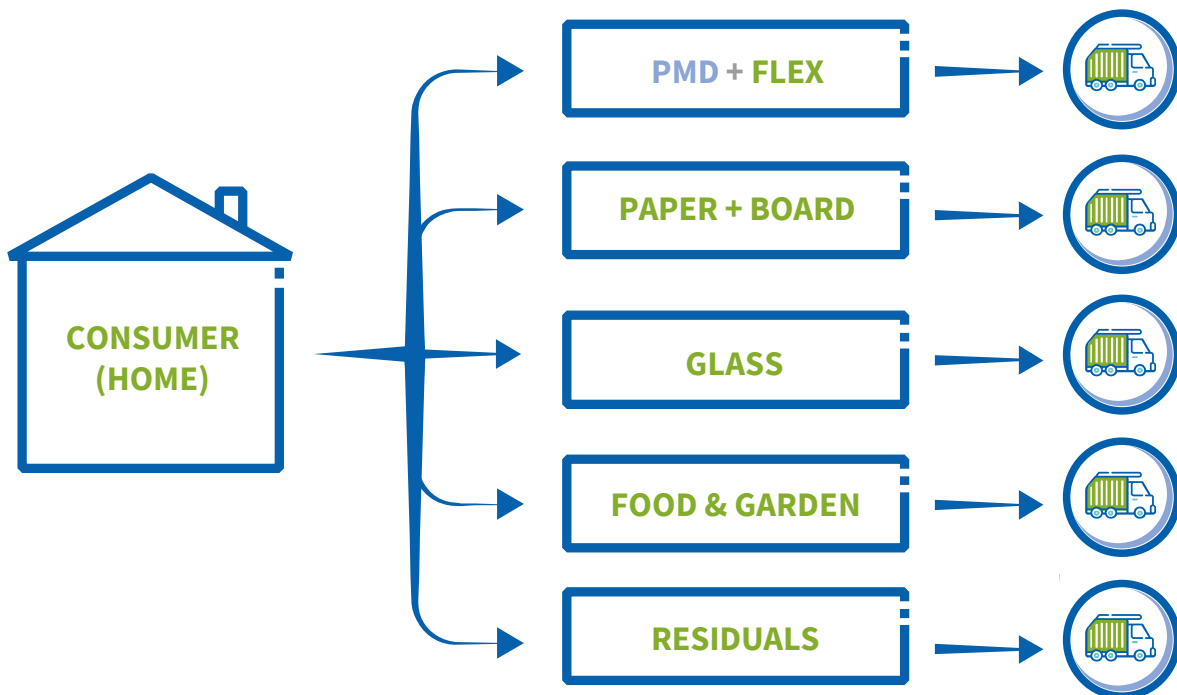 PMD + FLEX
PAPER + BOARD
CONSUMER
(HOME)
GLASS
FOOD & GARDEN
RESIDUALS